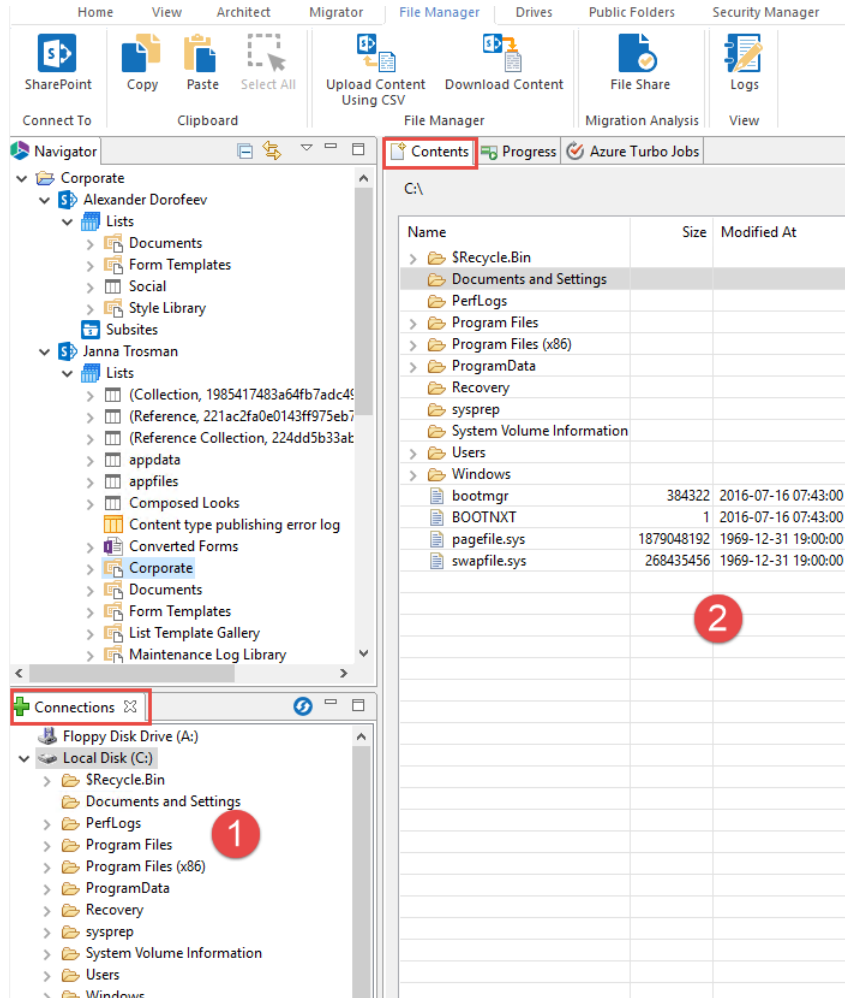 Home View Architect Migrator File Manager Drives Public Folders Security Manager
SharePoint Copy Paste Select All Upload Content Using CSV Download Content File Share Logs
Connect To Clipboard File Manager Migration Analysis View
Navigator
Corporate
Alexander Dorofeev
Lists
Documents
Form Templates
Social
Style Library
Subsites
Janna Trosman
Lists
(Collection, 1985417483a64fb7adc49
(Reference, 221ac2fa0e0143ff975eb7
(Reference Collection, 224dd5b33ab
appdata
appfiles
Composed Looks
Content type publishing error log
Converted Forms
Corporate
Documents
Form Templates
List Template Gallery
Maintenance Log Library
Connections
Floppy Disk Drive (A:)
Local Disk (C:)
$Recycle.Bin
Documents and Settings
PerfLogs
1
Program Files
Program Files (x86)
ProgramData
Recovery
sysprep
System Volume Information
Users
Windows
Contents Progress Azure Turbo Jobs
C:\
Name Size Modified At
$Recycle.Bin
Documents and Settings
PerfLogs
Program Files
Program Files (x86)
ProgramData
Recovery
sysprep
System Volume Information
Users
Windows
bootmgr 384322 2016-07-16 07:43:00
BOOTNXT 1 2016-07-16 07:43:00
pagefile.sys 1879048192 1969-12-31 19:00:00
swapfile.sys 268435456 1969-12-31 19:00:00
2